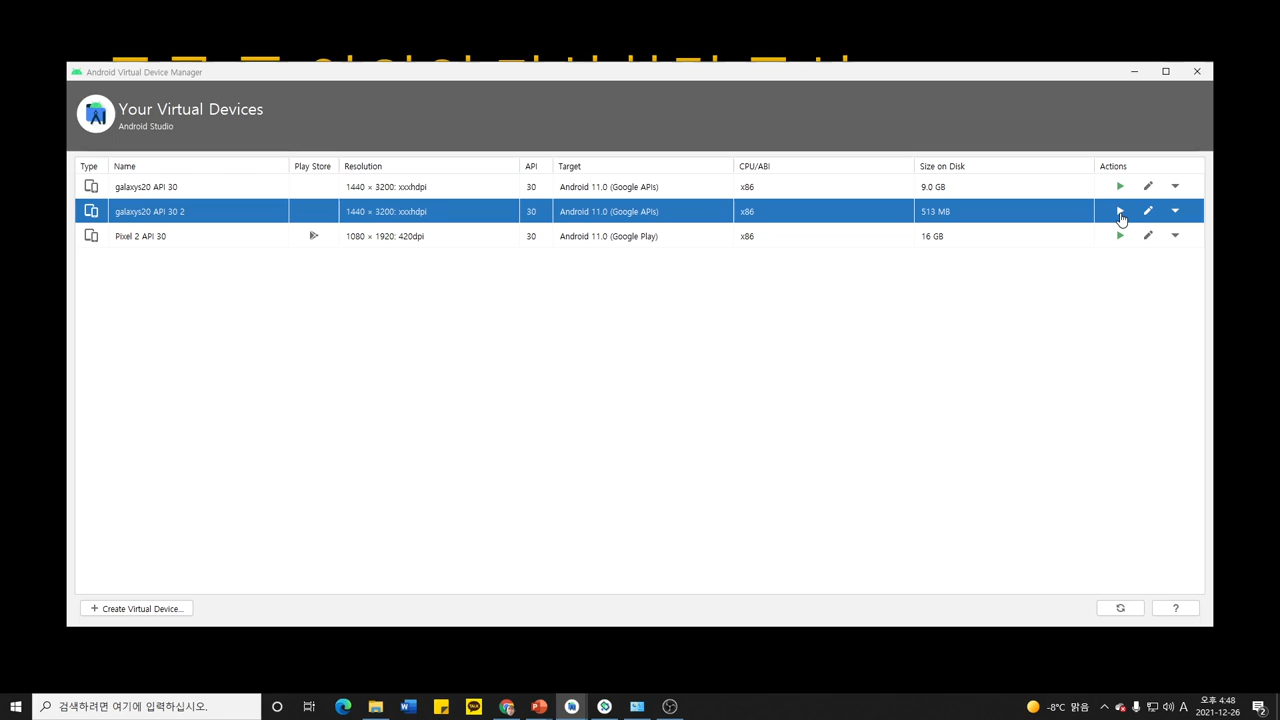 Android Virtual Device Manager
Your Virtual Devices
Android Studio
Type Name Play Store Resolution API Target CPU/ABI Size on Disk Actions
galaxys20 API 30 1440 × 3200: xxxhdpi 30 Android 11.0 (Google APIs) x86 9.0 GB
galaxys20 API 30 2 1440 × 3200: xxxhdpi 30 Android 11.0 (Google APIs) x86 513 MB
Pixel 2 API 30 1080 × 1920: 420dpi 30 Android 11.0 (Google Play) x86 16 GB
+ Create Virtual Device... ?
검색하려면 여기에 입력하십시오. -8°C 맑음 A 오후 4:48
2021-12-26